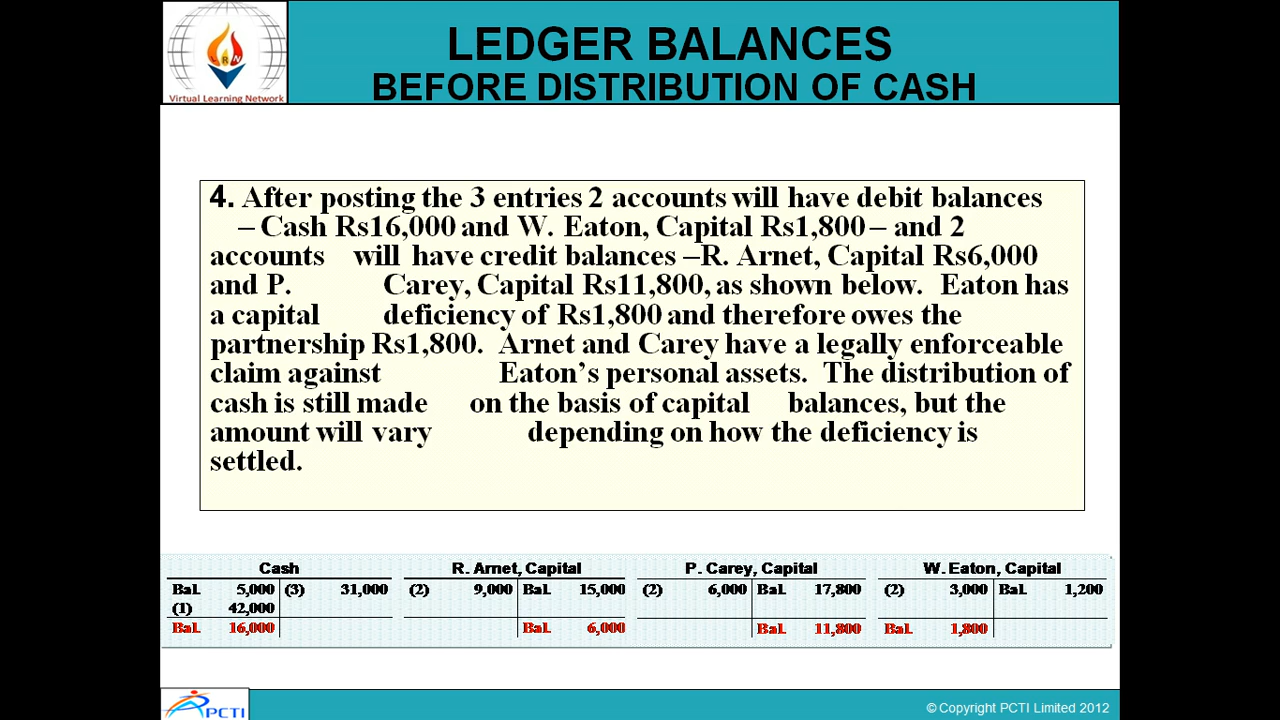 LRN
Virtual Learning Network
LEDGER BALANCES
BEFORE DISTRIBUTION OF CASH
4. After posting the 3 entries 2 accounts will have debit balances
– Cash Rs16,000 and W. Eaton, Capital Rs1,800 – and 2
accounts will have credit balances –R. Arnet, Capital Rs6,000
and P. Carey, Capital Rs11,800, as shown below. Eaton has
a capital deficiency of Rs1,800 and therefore owes the
partnership Rs1,800. Arnet and Carey have a legally enforceable
claim against Eaton’s personal assets. The distribution of
cash is still made on the basis of capital balances, but the
amount will vary depending on how the deficiency is
settled.
Cash R. Arnet, Capital P. Carey, Capital W. Eaton, Capital
Bal. 5,000 (3) 31,000 (2) 9,000 Bal. 15,000 (2) 6,000 Bal. 17,800 (2) 3,000 Bal. 1,200
(1) 42,000
Bal. 16,000 Bal. 6,000 Bal. 11,800 Bal. 1,800
PCTI
© Copyright PCTI Limited 2012